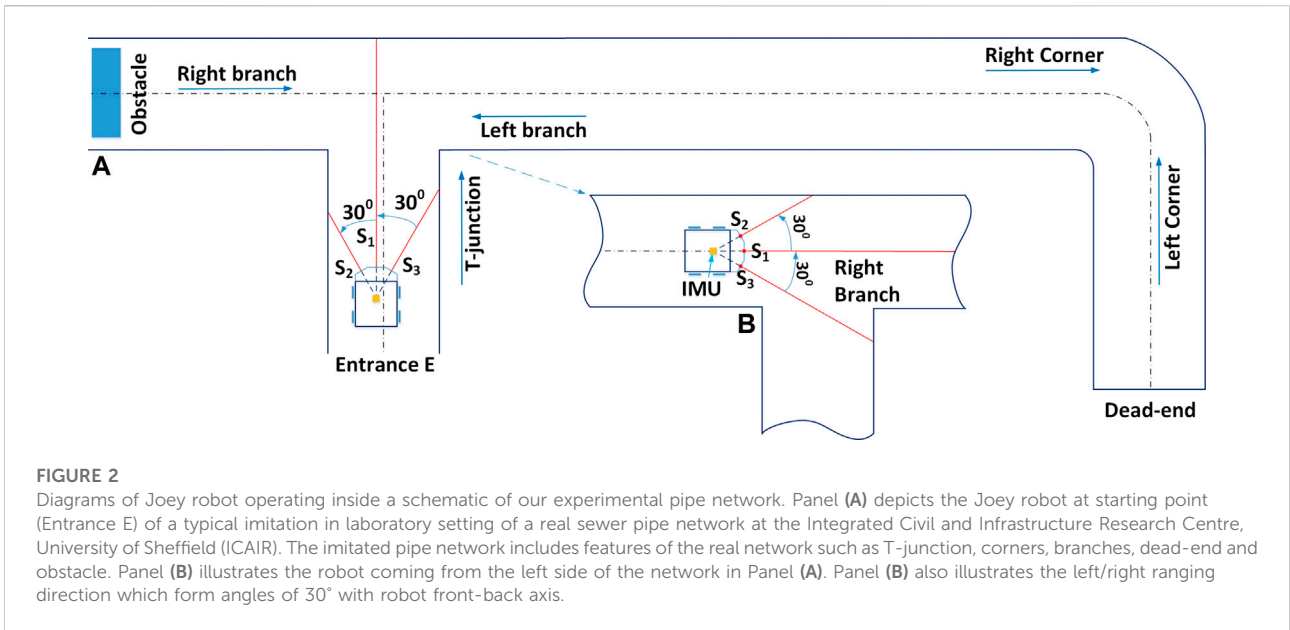 Obstacle
Right branch
Right Corner
Left branch
A
30⁰
30⁰
S₁
S₂
S₃
T-junction
Entrance E
S₂
S₁
S₃
30⁰
30⁰
IMU
Right
Branch
B
Left Corner
Dead-end
FIGURE 2
Diagrams of Joey robot operating inside a schematic of our experimental pipe network. Panel (A) depicts the Joey robot at starting point
(Entrance E) of a typical imitation in laboratory setting of a real sewer pipe network at the Integrated Civil and Infrastructure Research Centre,
University of Sheffield (ICAIR). The imitated pipe network includes features of the real network such as T-junction, corners, branches, dead-end and
obstacle. Panel (B) illustrates the robot coming from the left side of the network in Panel (A). Panel (B) also illustrates the left/right ranging
direction which form angles of 30° with robot front-back axis.